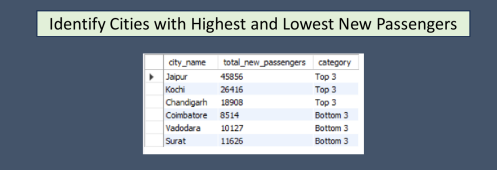 Identify Cities with Highest and Lowest New Passengers
city_name total_new_passengers category
Jaipur 45856 Top 3
Kochi 26416 Top 3
Chandigarh 18908 Top 3
Coimbatore 8514 Bottom 3
Vadodara 10127 Bottom 3
Surat 11626 Bottom 3